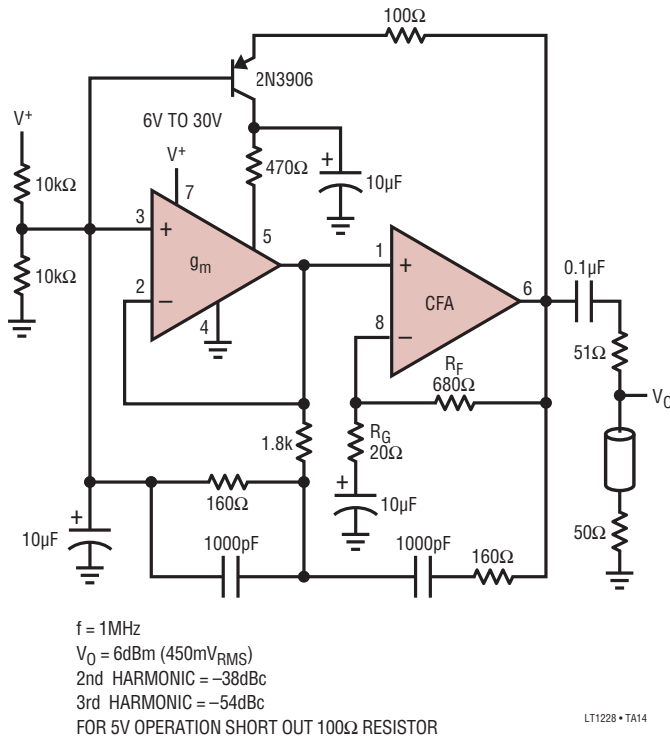 100Ω
2N3906
6V TO 30V
V+
V+
10kΩ
470Ω
+
10µF
7
3
+
5
gm
10kΩ
2
−
4
1
+
CFA
6
0.1µF
8
−
51Ω
RF
680Ω
VO
1.8k
RG
20Ω
160Ω
+
10µF
50Ω
+
10µF
1000pF
1000pF
160Ω
f = 1MHz
VO = 6dBm (450mVRMS)
2nd HARMONIC = –38dBc
3rd HARMONIC = –54dBc
FOR 5V OPERATION SHORT OUT 100Ω RESISTOR
LT1228 • TA14